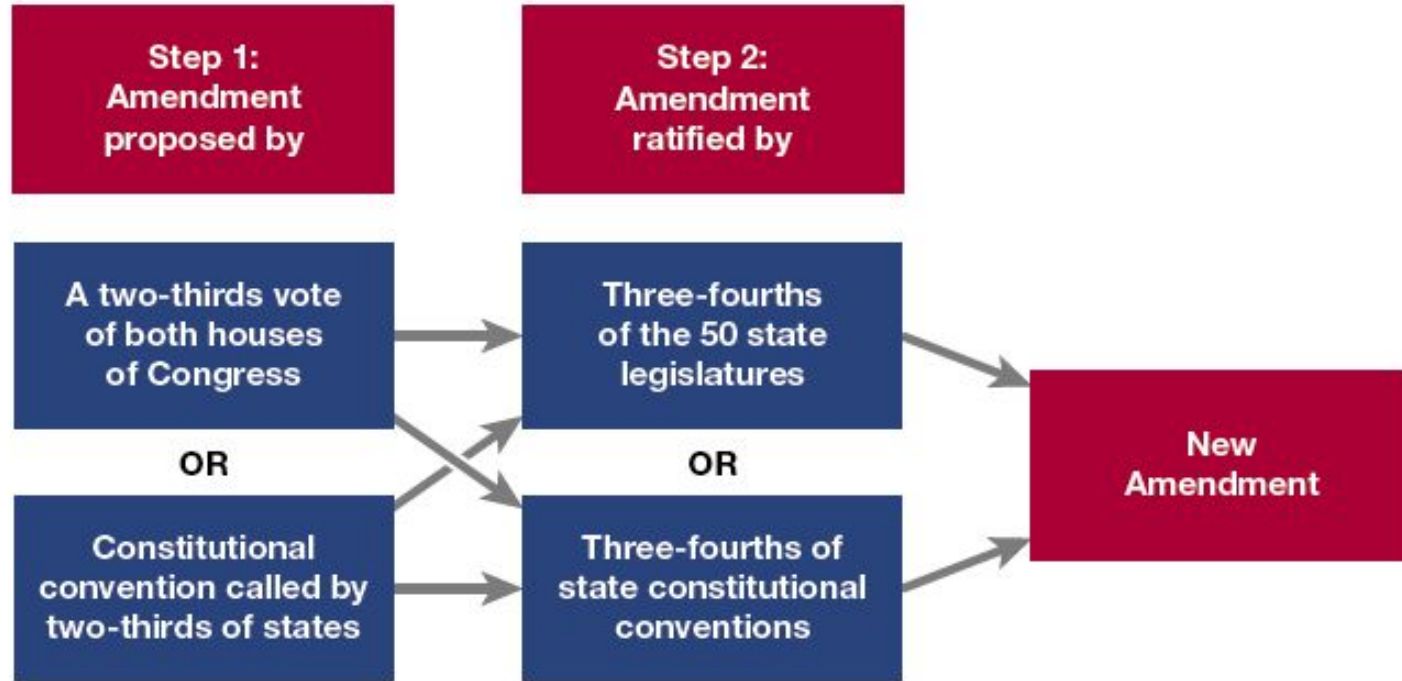 Step 1:
Amendment
proposed by
Step 2:
Amendment
ratified by
A two-thirds vote
of both houses
of Congress
Three-fourths
of the 50 state
legislatures
OR
OR
New
Amendment
Constitutional
convention called by
two-thirds of states
Three-fourths of
state constitutional
conventions